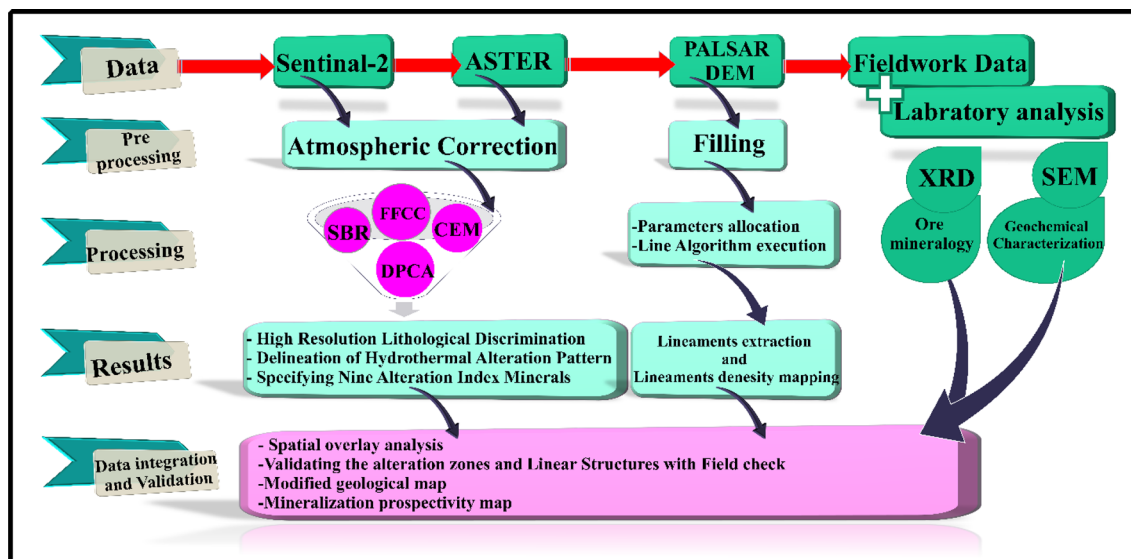 Data
Sentinal-2
ASTER
PALSAR
DEM
Fieldwork Data
Labratory analysis
Pre
processing
Atmospheric Correction
Filling
XRD
Ore
mineralogy
SEM
Geochemical
Characterization
Processing
SBR
FFCC
CEM
DPCA
-Parameters allocation
-Line Algorithm execution
Results
- High Resolution Lithological Discrimination
- Delineation of Hydrothermal Alteration Pattern
- Specifying Nine Alteration Index Minerals
Lineaments extraction
and
Lineaments denesity mapping
Data integration
and Validation
- Spatial overlay analysis
-Validating the alteration zones and Linear Structures with Field check
-Modified geological map
-Mineralization prospectivity map